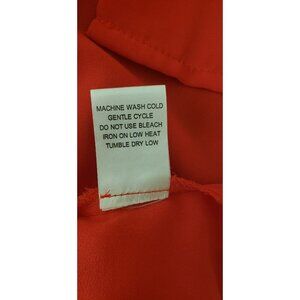 MACHINE WASH COLD
GENTLE CYCLE
DO NOT USE BLEACH
IRON ON LOW HEAT
TUMBLE DRY LOW